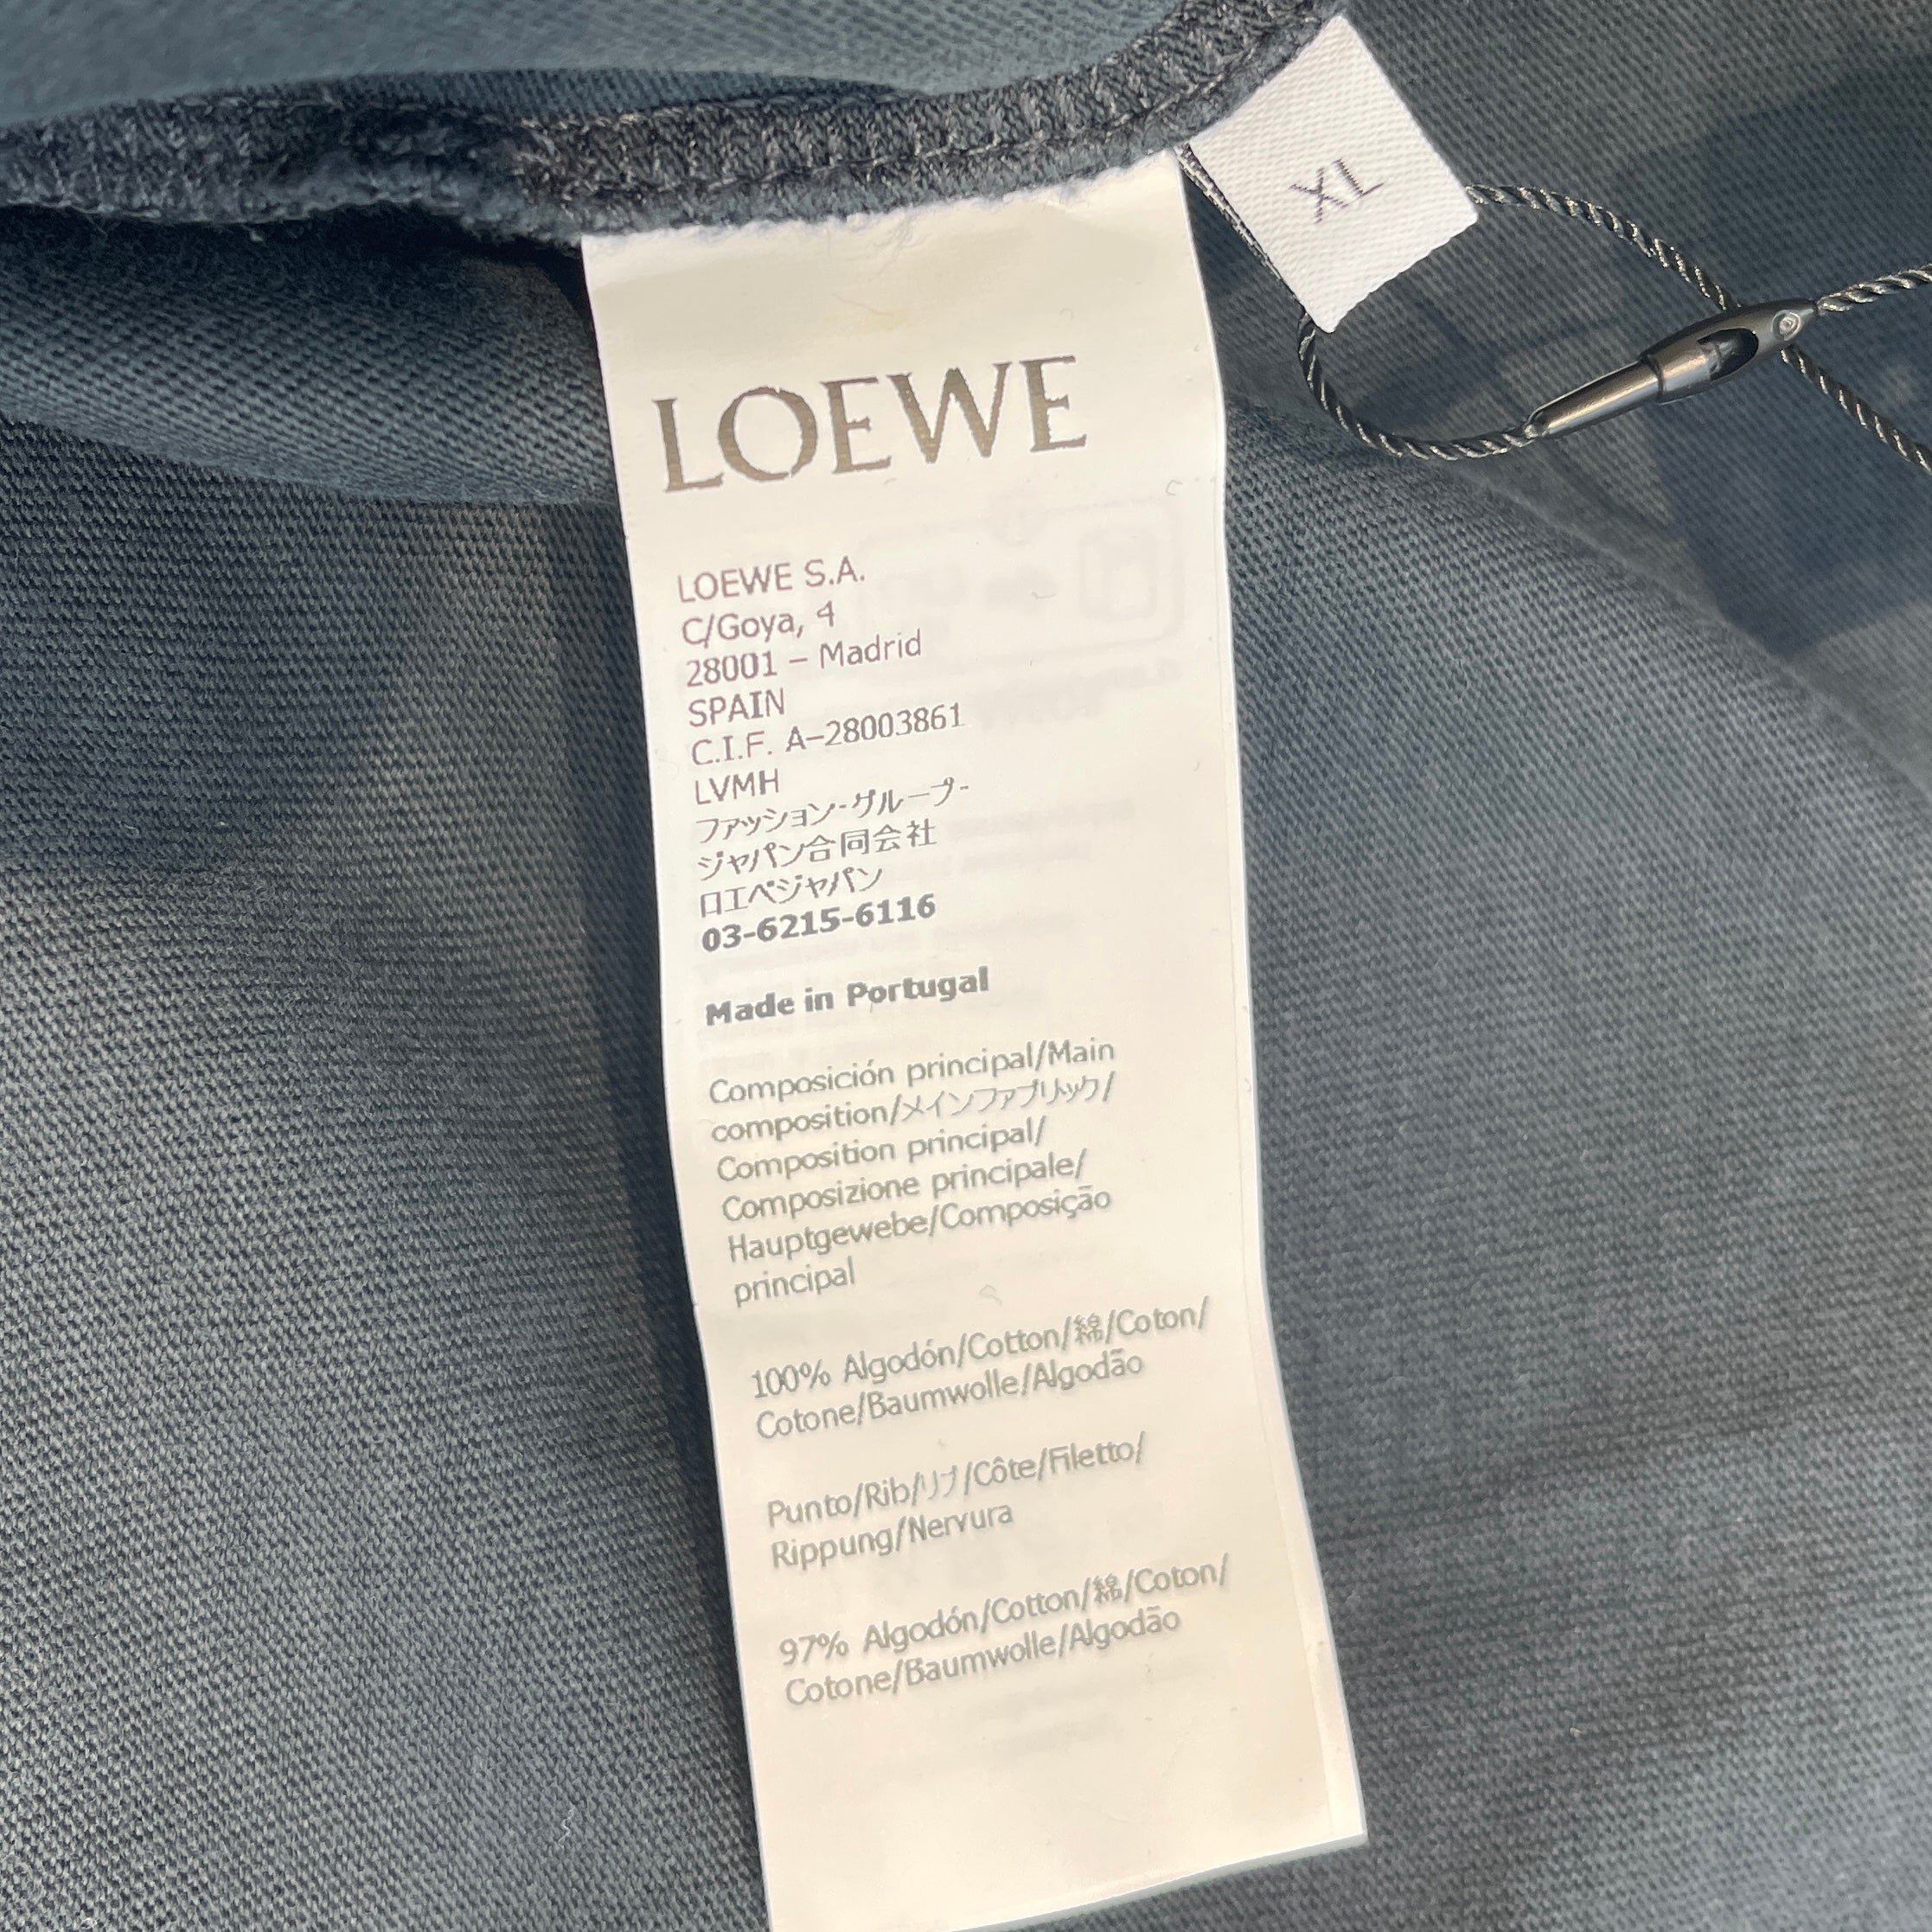 XL
LOEWE
LOEWE S.A.
C/Goya, 4
28001 – Madrid
SPAIN
C.I.F. A–28003861
LVMH
ファッション-グループ-
ジャパン合同会社
ロエベジャパン
03-6215-6116
Made in Portugal
Composición principal/Main
composition/メインファブリック/
Composition principal/
Composizione principale/
Hauptgewebe/Composição
principal
100% Algodón/Cotton/綿/Coton/
Cotone/Baumwolle/Algodão
Punto/Rib/リブ/Côte/Filetto/
Rippung/Nervura
97% Algodón/Cotton/綿/Coton/
Cotone/Baumwolle/Algodão